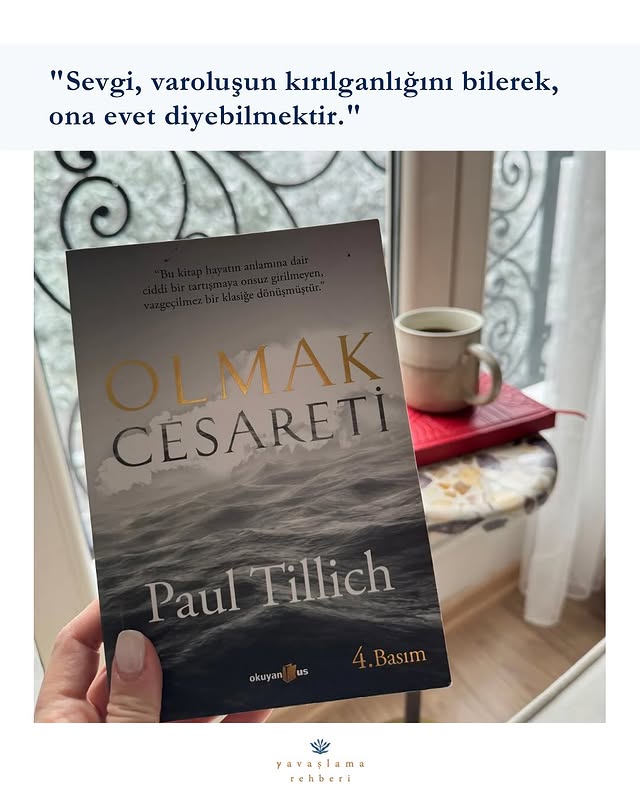 "Sevgi, varoluşun kırılganlığını bilerek,
ona evet diyebilmektir."
"Bu kitap hayatın anlamına dair
ciddi bir tartışmaya onsuz girilmeyen,
vazgeçilmez bir klasiğe dönüşmüştür."
OLMAK
CESARETİ
Paul Tillich
4.Basım
okuyan us
yavaşlama
rehberi